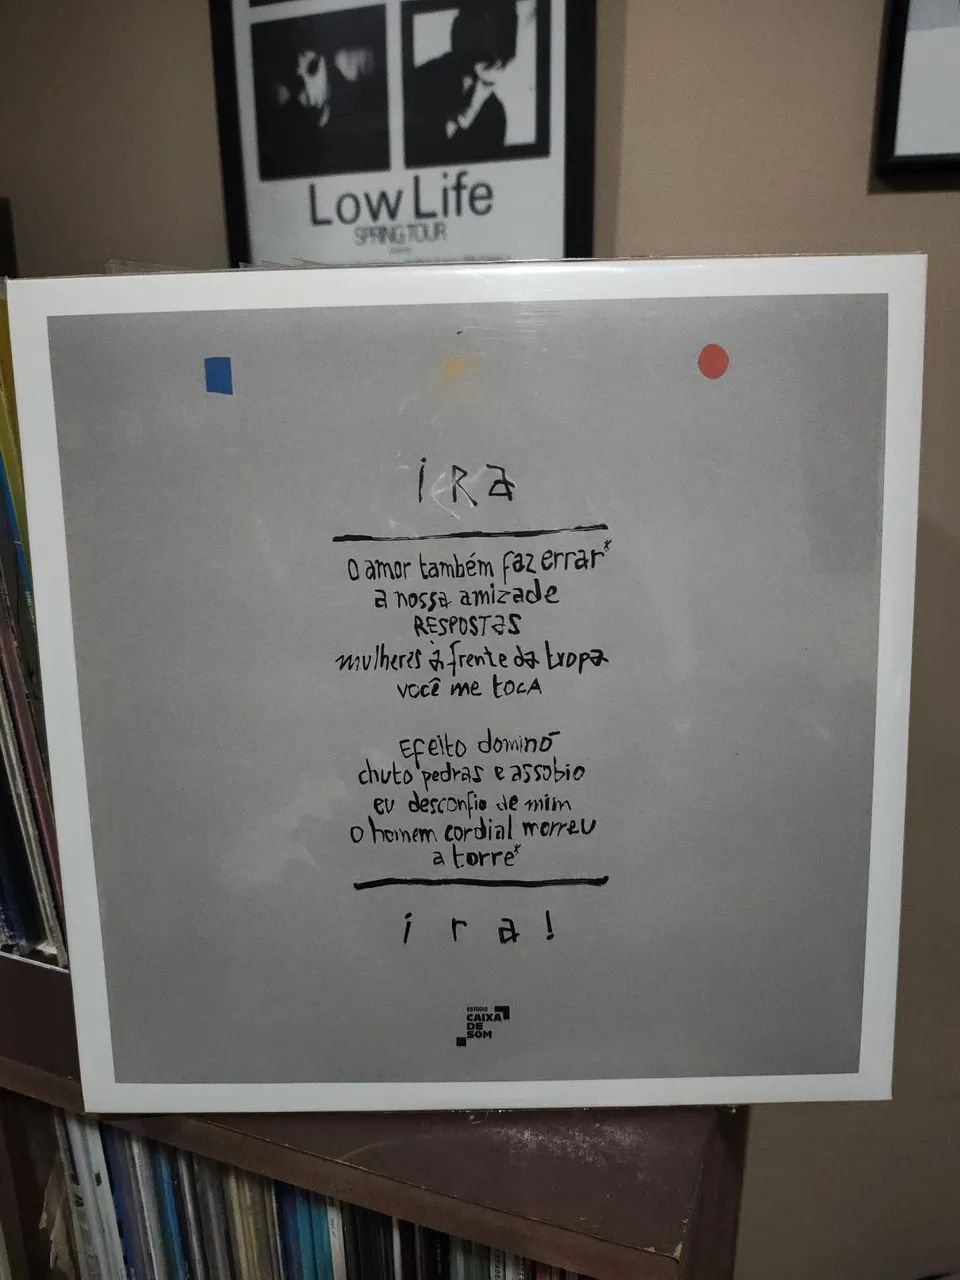 Low Life
SPRING TOUR
iRa
O amor também faz errar*
a nossa amizade
RESPOSTas
mulheres à frente da tropa
você me toca
Efeito dominó
chuto pedras e assobio
eu desconfio de mim
o homem cordial morreu
a torre*
ira!
ESTÚDIO
CAIXA
DE
SOM